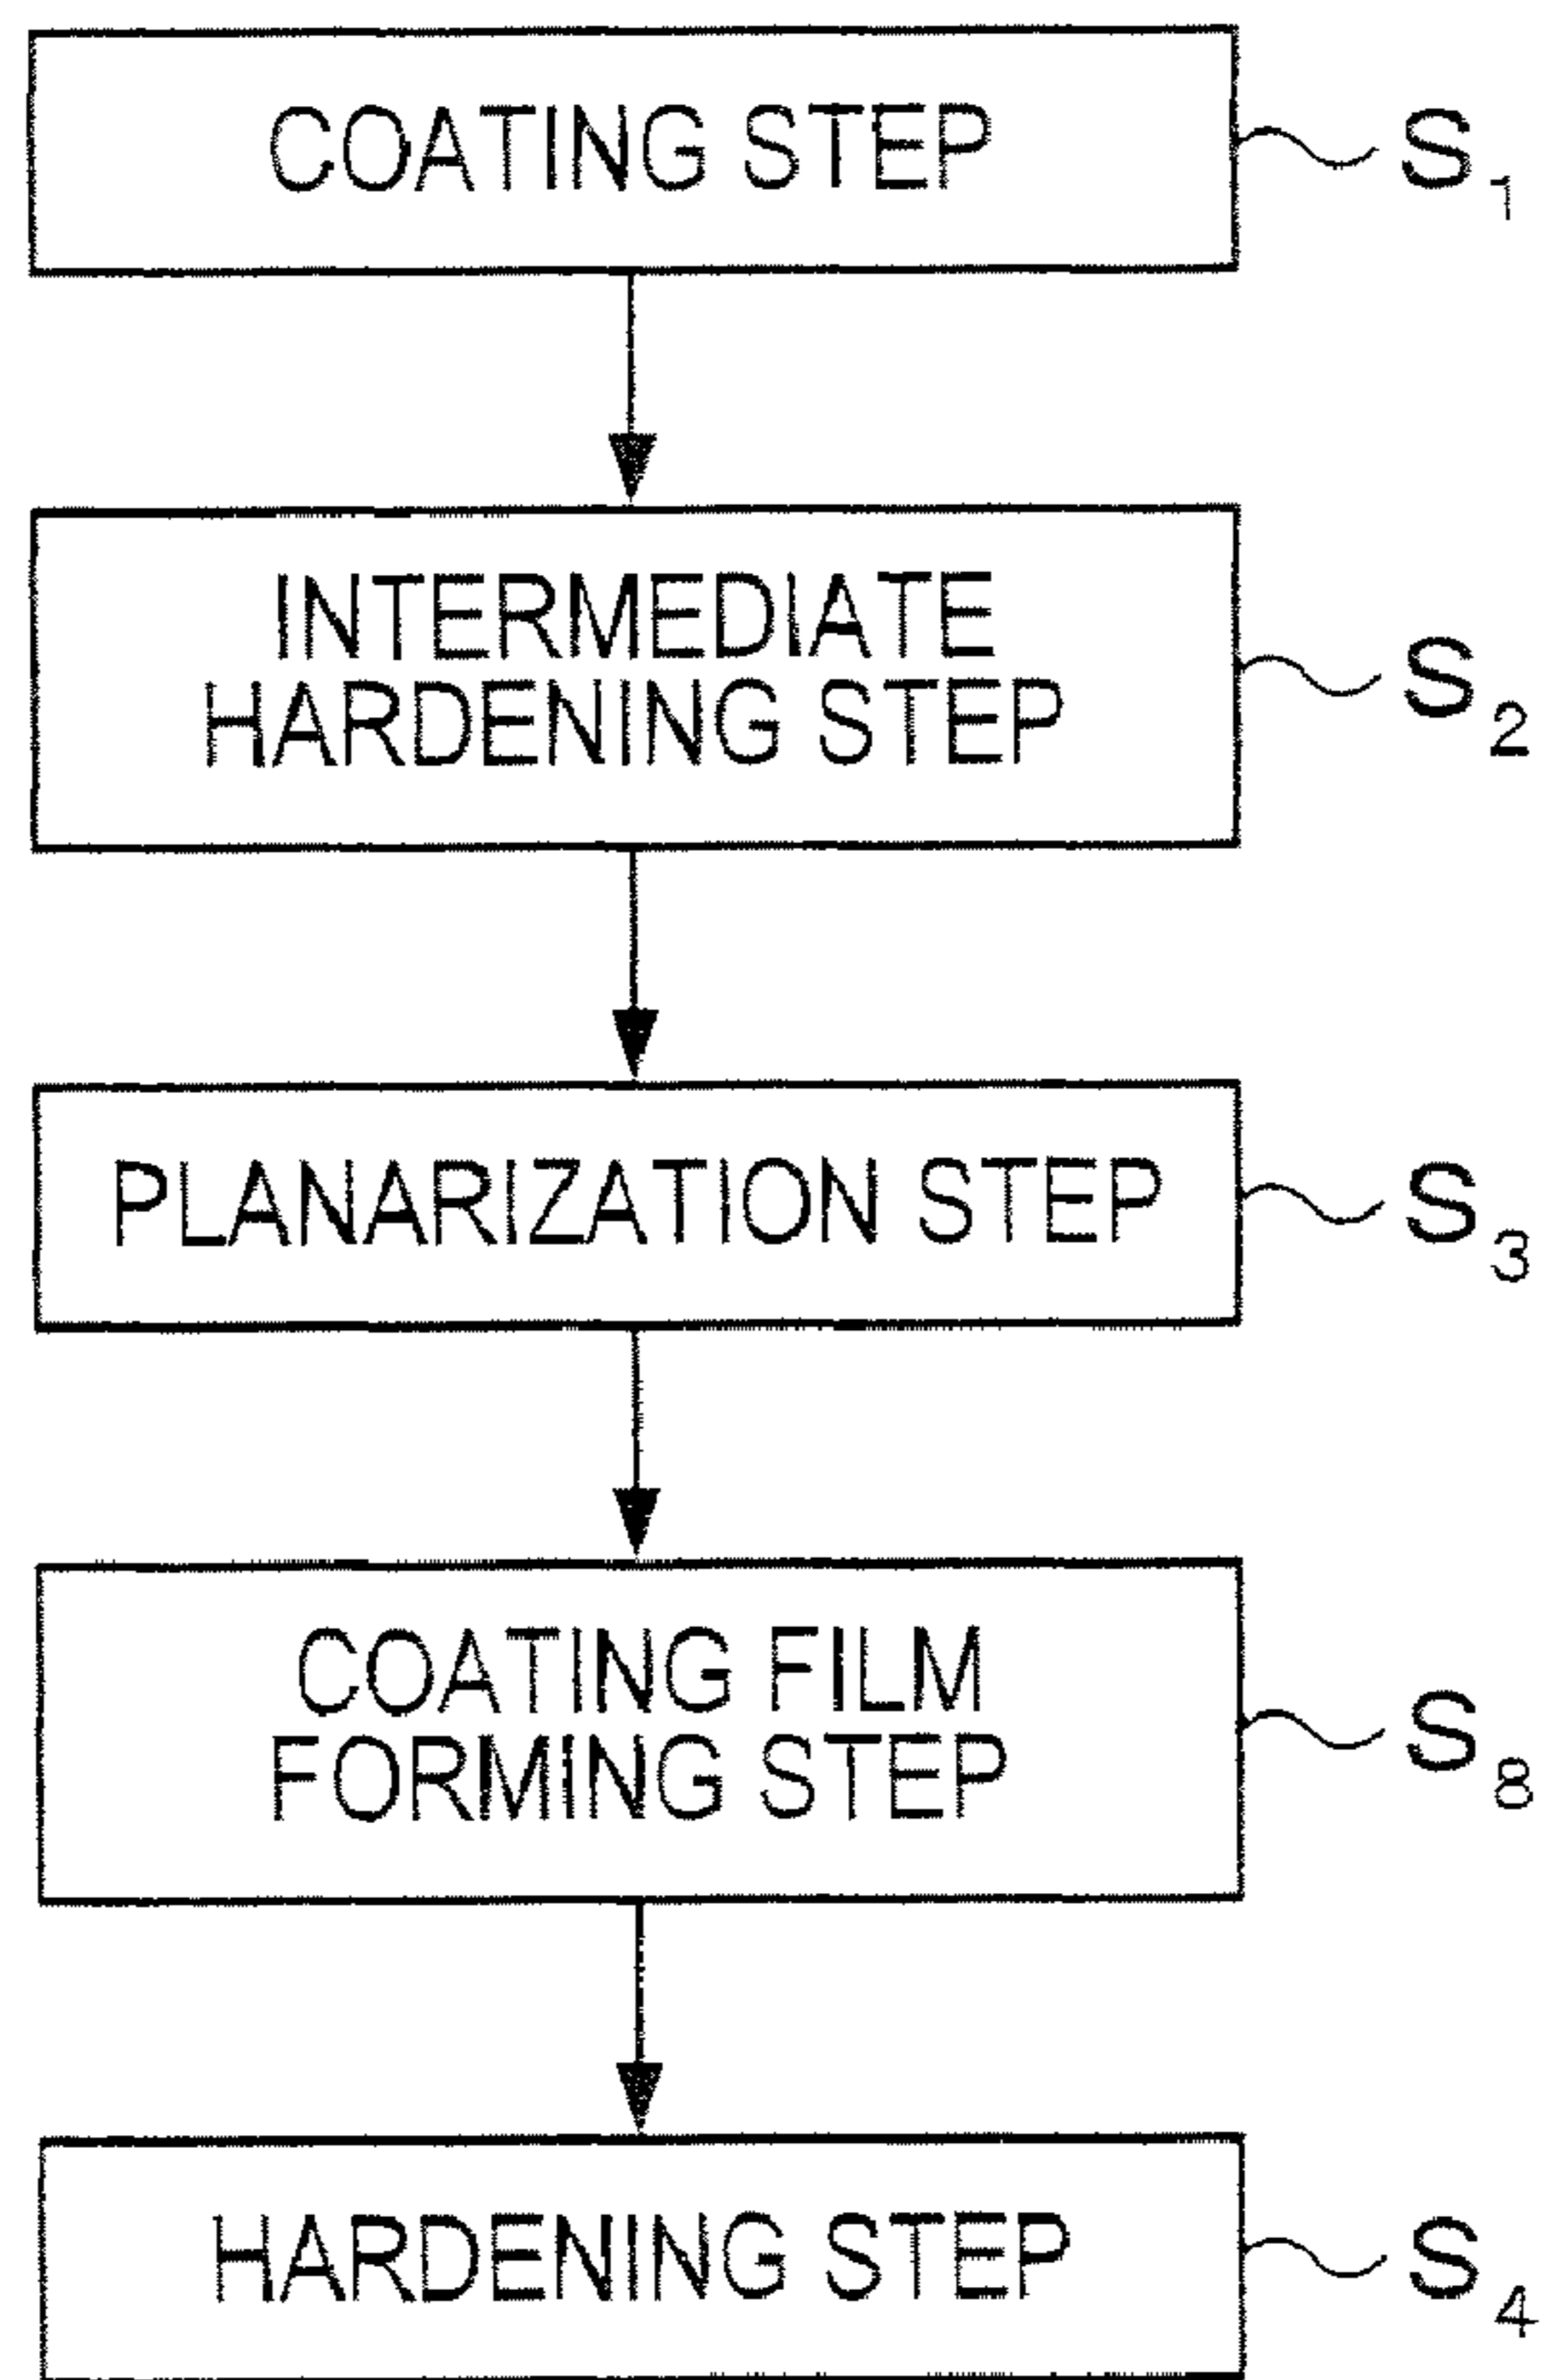 COATING STEP
S1
INTERMEDIATE
HARDENING STEP
S2
PLANARIZATION STEP
S3
COATING FILM
FORMING STEP
S8
HARDENING STEP
S4